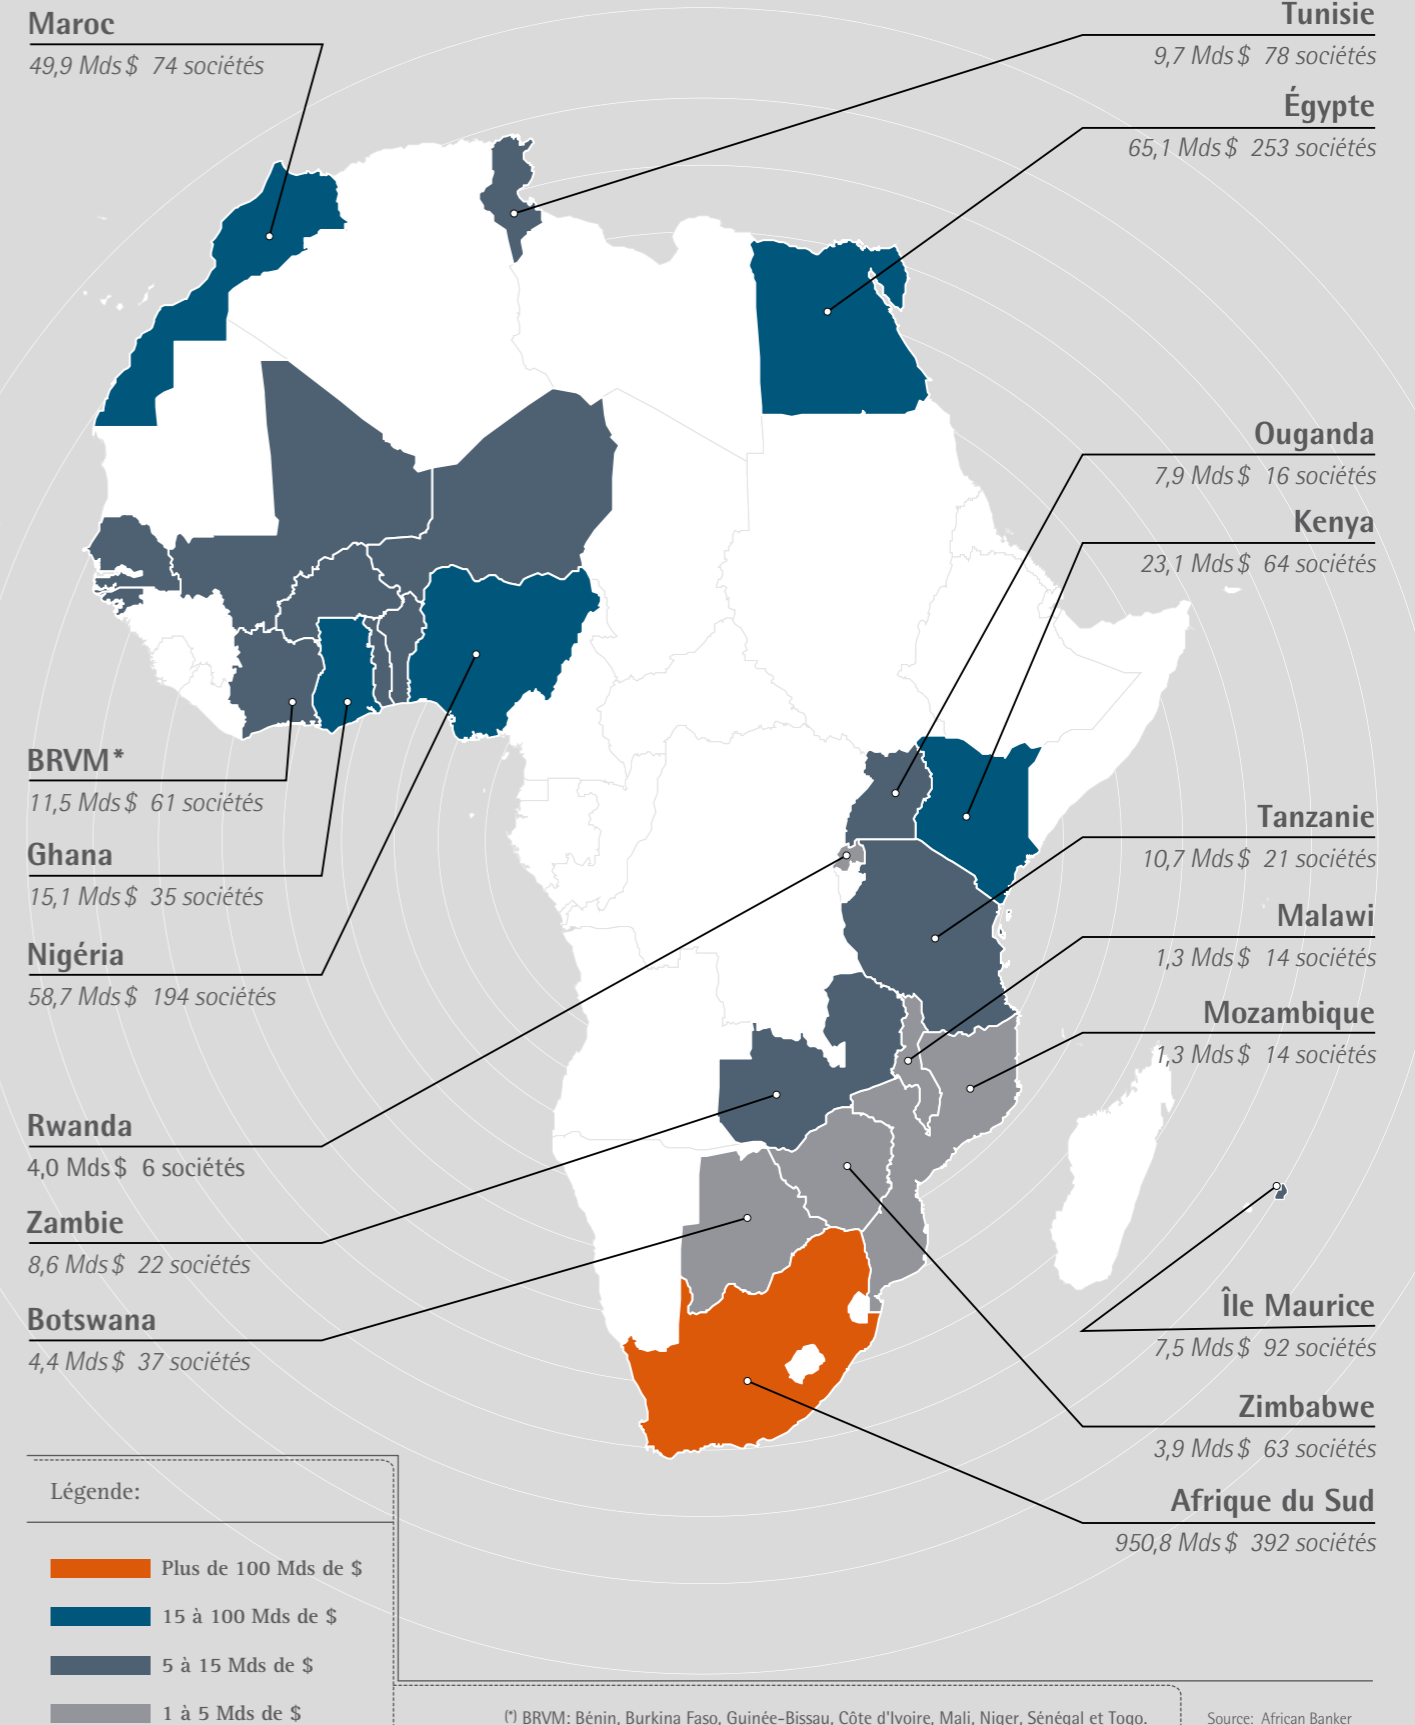 Maroc
49,9 Mds $ 74 sociétés
Tunisie
9,7 Mds $ 78 sociétés
Égypte
65,1 Mds $ 253 sociétés
Ouganda
7,9 Mds $ 16 sociétés
Kenya
23,1 Mds $ 64 sociétés
BRVM*
11,5 Mds $ 61 sociétés
Ghana
15,1 Mds $ 35 sociétés
Nigéria
58,7 Mds $ 194 sociétés
Tanzanie
10,7 Mds $ 21 sociétés
Malawi
1,3 Mds $ 14 sociétés
Mozambique
1,3 Mds $ 14 sociétés
Rwanda
4,0 Mds $ 6 sociétés
Zambie
8,6 Mds $ 22 sociétés
Botswana
4,4 Mds $ 37 sociétés
Île Maurice
7,5 Mds $ 92 sociétés
Zimbabwe
3,9 Mds $ 63 sociétés
Afrique du Sud
950,8 Mds $ 392 sociétés
Légende:
Plus de 100 Mds de $
15 à 100 Mds de $
5 à 15 Mds de $
1 à 5 Mds de $
(*) BRVM: Bénin, Burkina Faso, Guinée-Bissau, Côte d'Ivoire, Mali, Niger, Sénégal et Togo.
Source: African Banker